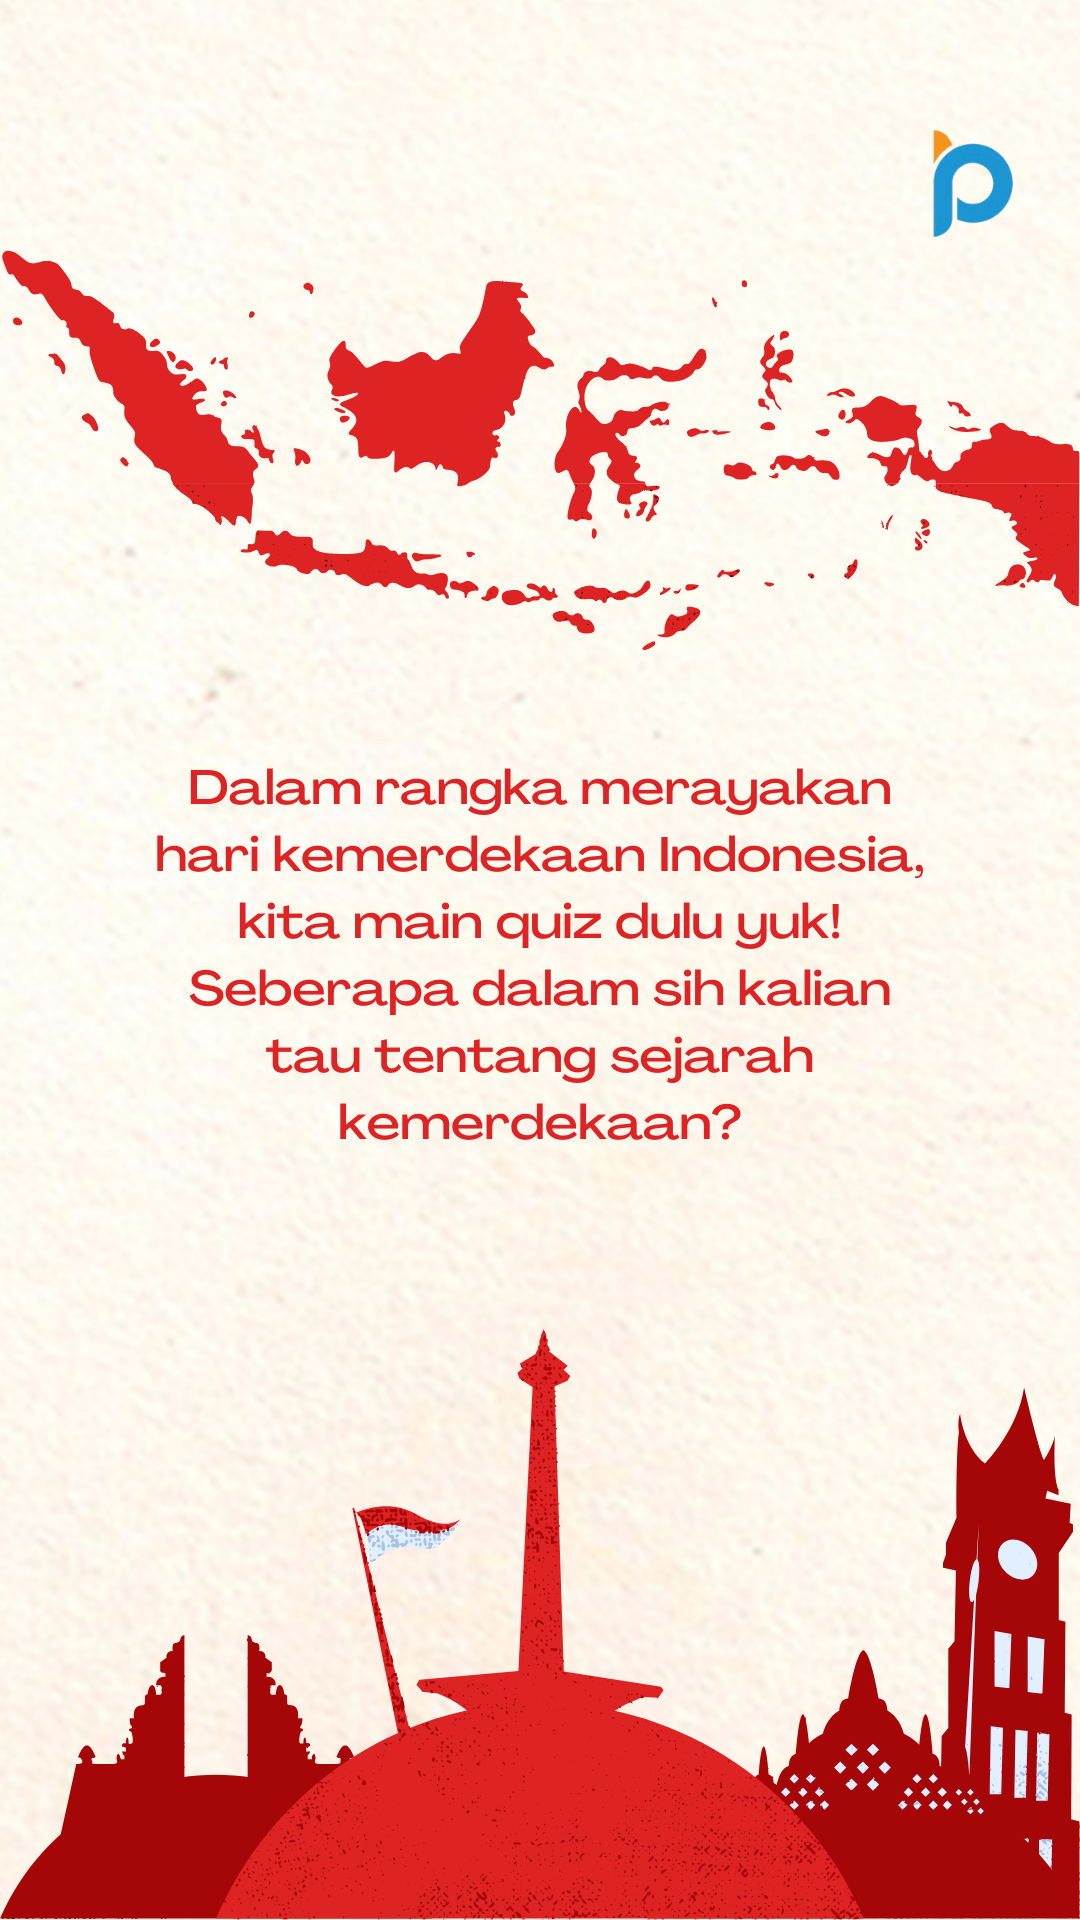 Dalam rangka merayakan
hari kemerdekaan Indonesia,
kita main quiz dulu yuk!
Seberapa dalam sih kalian
tau tentang sejarah
kemerdekaan?